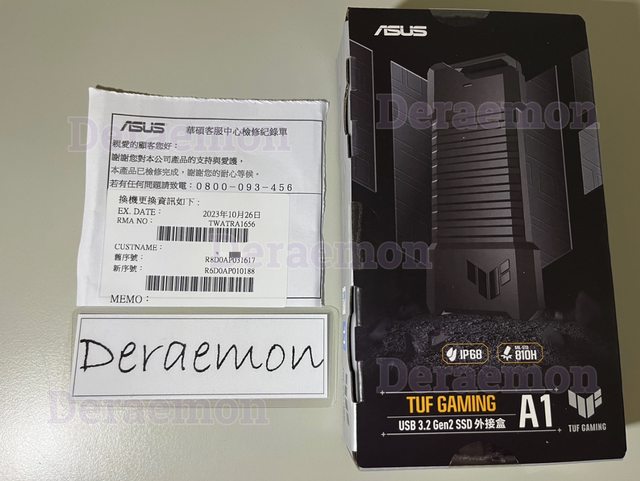 ASUS 華碩客服中心檢修紀錄單
親愛的顧客您好：
謝謝您對本公司產品的支持與愛護，
本產品已檢修完成，謝謝您的耐心等候。
若有任何問題請致電：0800-093-456
換機更換資訊如下：
EX. DATE： 2023年10月26日
RMA NO： TWATRA1656
CUSTNAME：
舊序號： R8D0AP031617
新序號： R6D0AP010188
MEMO：
Deraemon
ASUS
IP68
MIL-STD
810H
TUF GAMING
USB 3.2 Gen2 SSD 外接盒
A1
TUF GAMING
Deraemon
Deraemon
Deraemon
Deraemon
Deraemon
Deraemon
Deraemon
Deraemon